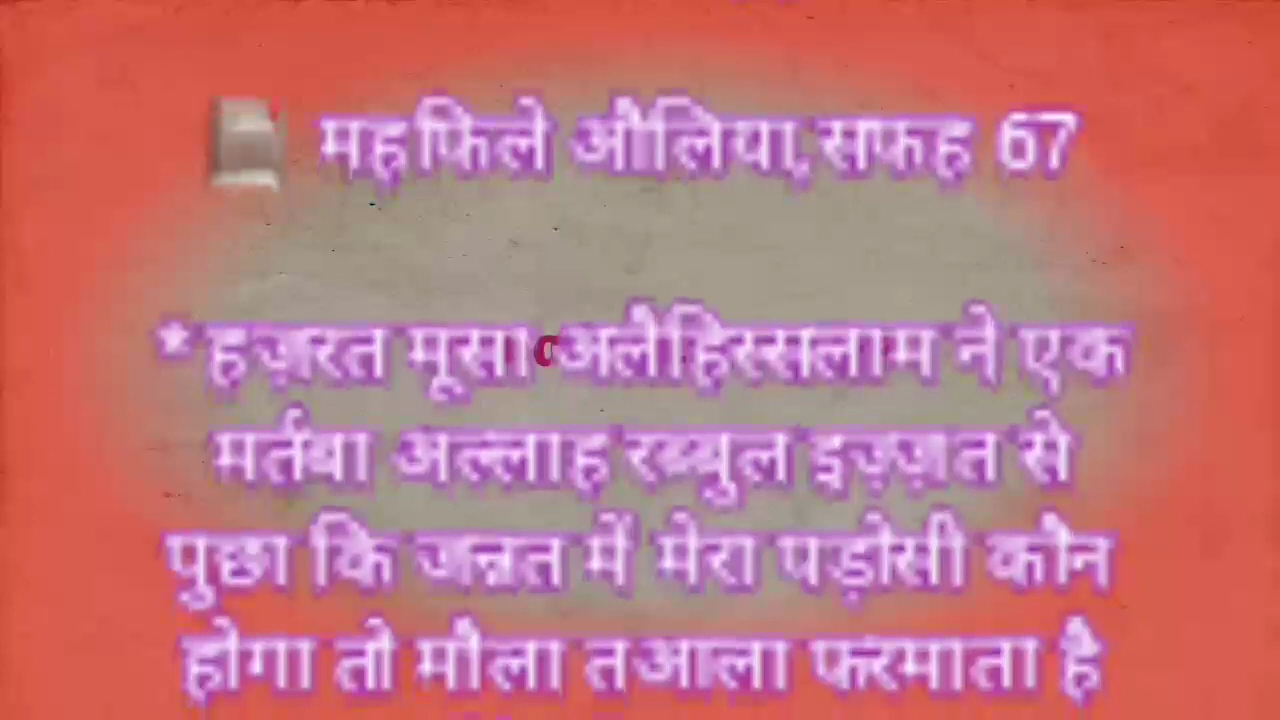 महफिले औलिया,सफह 67
* हज़रत मूसा अलैहिस्सलाम ने एक
मर्तबा अल्लाह रब्बुल इज़्ज़त से
पुछा कि जन्नत में मेरा पड़ोसी कौन
होगा तो मौला तआला फरमाता है